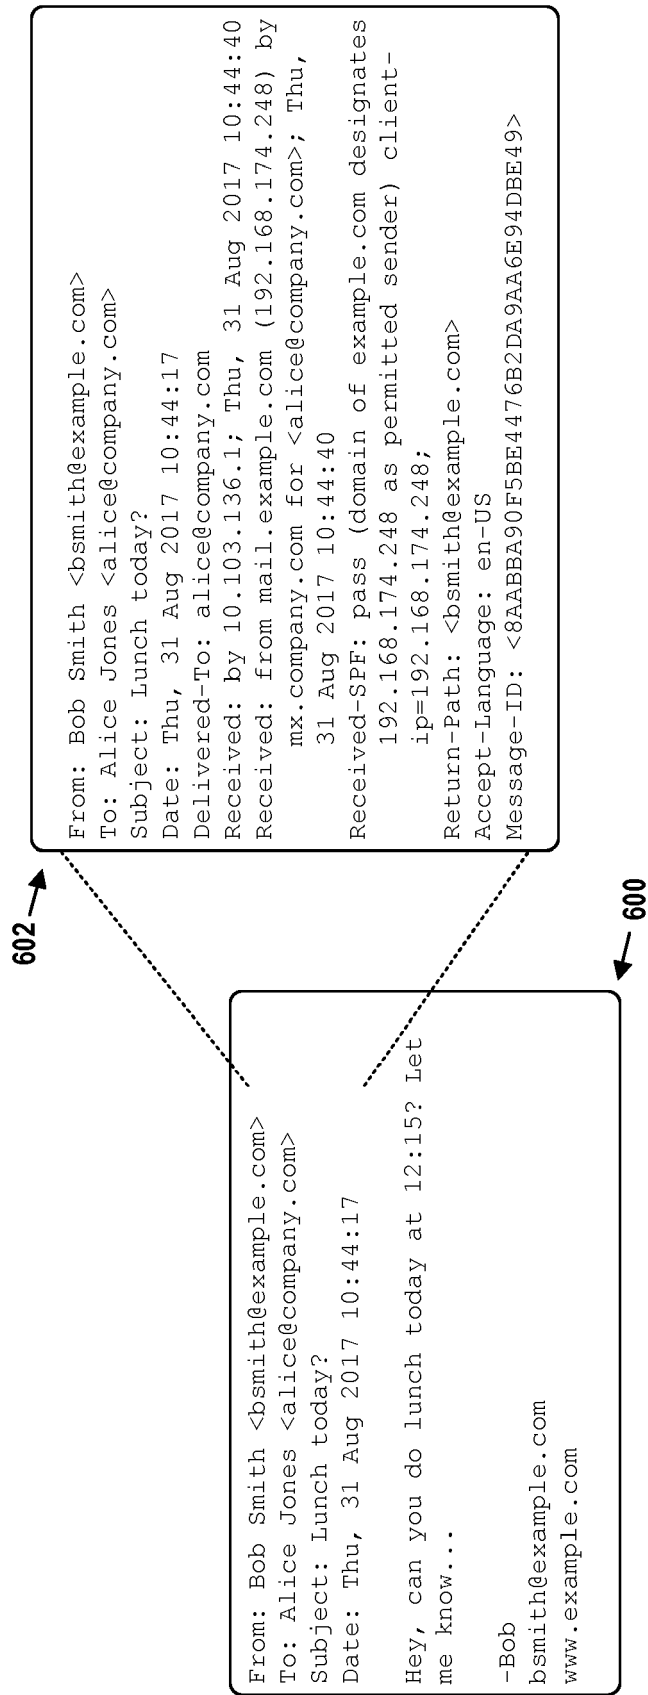 From: Bob Smith <bsmith@example.com>
To: Alice Jones <alice@company.com>
Subject: Lunch today?
Date: Thu, 31 Aug 2017 10:44:17
Hey, can you do lunch today at 12:15? Let
me know...
-Bob
bsmith@example.com
www.example.com
600
602
From: Bob Smith <bsmith@example.com>
To: Alice Jones <alice@company.com>
Subject: Lunch today?
Date: Thu, 31 Aug 2017 10:44:17
Delivered-To: alice@company.com
Received: by 10.103.136.1; Thu, 31 Aug 2017 10:44:40
Received: from mail.example.com (192.168.174.248) by
mx.company.com for <alice@company.com>; Thu,
31 Aug 2017 10:44:40
Received-SPF: pass (domain of example.com designates
192.168.174.248 as permitted sender) client-
ip=192.168.174.248;
Return-Path: <bsmith@example.com>
Accept-Language: en-US
Message-ID: <8AABBA90F5BE4476B2DA9AA6E94DBE49>